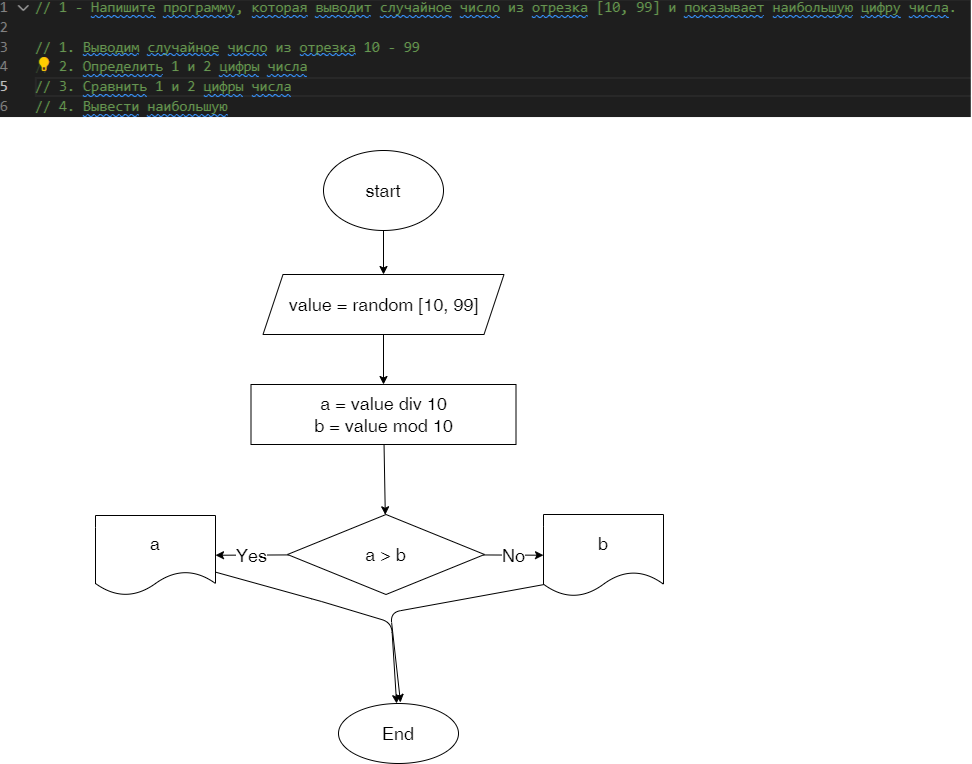 1 // 1 - Напишите программу, которая выводит случайное число из отрезка [10, 99] и показывает наибольшую цифру числа.
2
3 // 1. Выводим случайное число из отрезка 10 - 99
4 2. Определить 1 и 2 цифры числа
5 // 3. Сравнить 1 и 2 цифры числа
6 // 4. Вывести наибольшую
start
value = random [10, 99]
a = value div 10
b = value mod 10
a
Yes
a > b
No
b
End